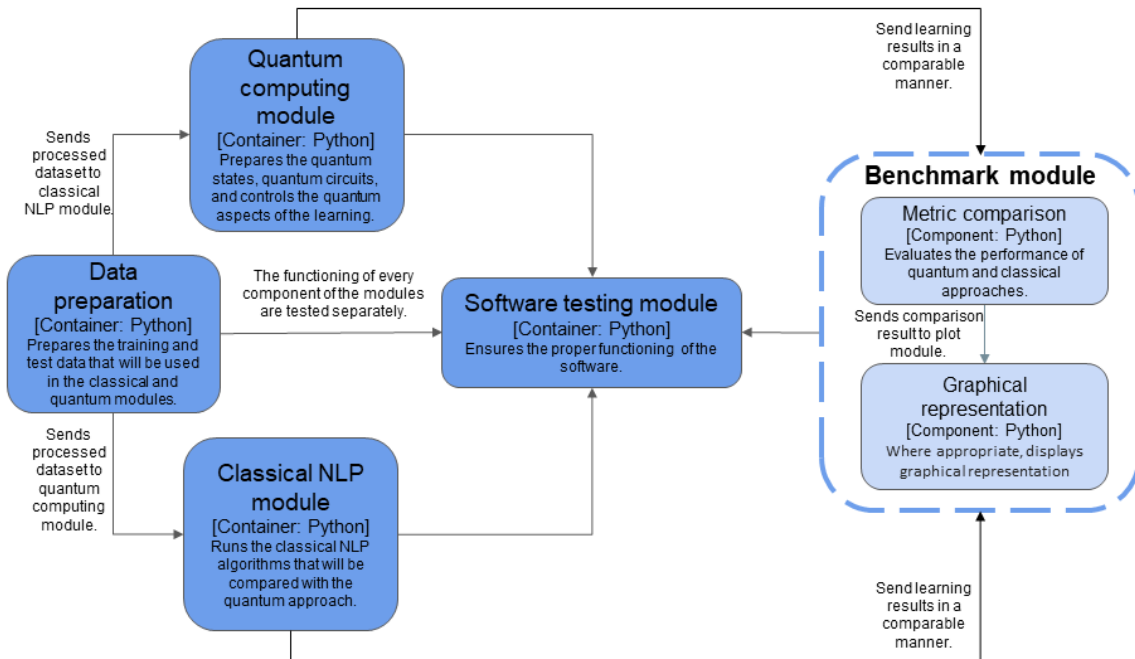 Quantum
computing
module
[Container: Python]
Prepares the quantum
states, quantum circuits,
and controls the quantum
aspects of the learning.
Send learning
results in a
comparable
manner.
Sends
processed
dataset to
classical
NLP module.
Benchmark module
Metric comparison
[Component: Python]
Evaluates the performance of
quantum and classical
approaches.
Data
preparation
[Container: Python]
Prepares the training and
test data that will be used
in the classical and
quantum modules.
The functioning of every
component of the modules
are tested separately.
Software testing module
[Container: Python]
Ensures the proper functioning of the
software.
Sends comparison
result to plot
module.
Graphical
representation
[Component: Python]
Where appropriate, displays
graphical representation
Sends
processed
dataset to
quantum
computing
module.
Classical NLP
module
[Container: Python]
Runs the classical NLP
algorithms that will be
compared with the
quantum approach.
Send learning
results in a
comparable
manner.